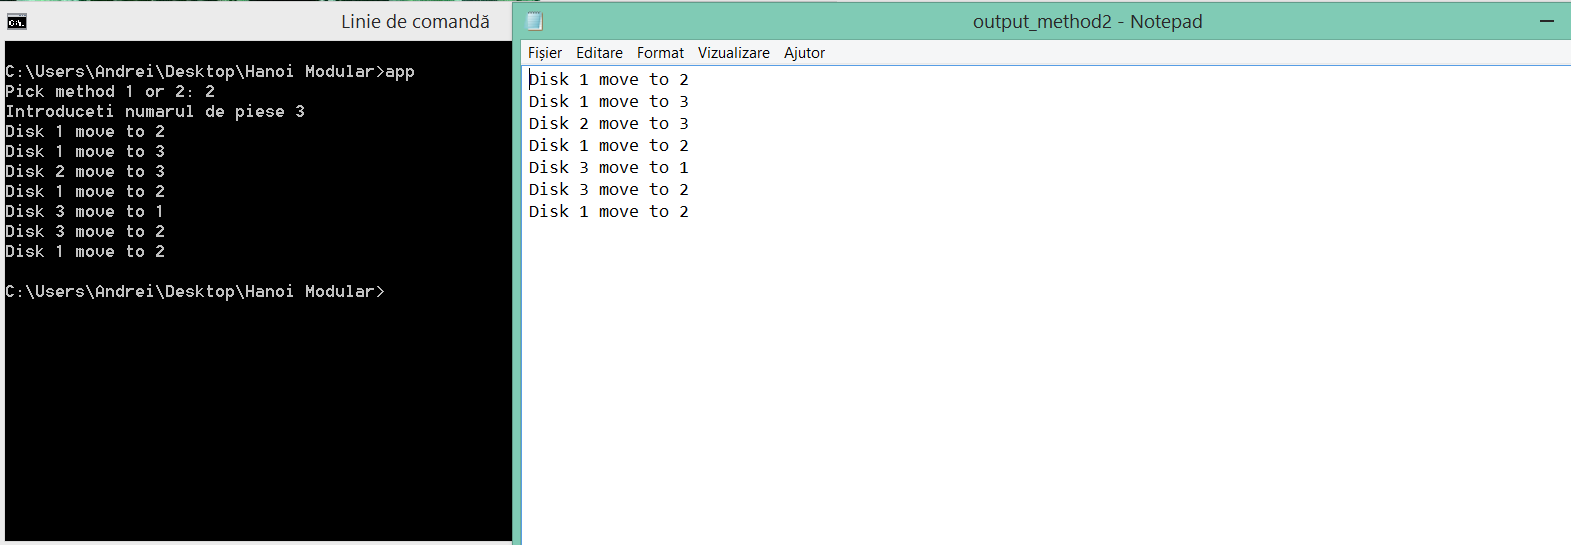 Linie de comandă
C:\Users\Andrei\Desktop\Hanoi Modular>app
Pick method 1 or 2: 2
Introduceti numarul de piese 3
Disk 1 move to 2
Disk 1 move to 3
Disk 2 move to 3
Disk 1 move to 2
Disk 3 move to 1
Disk 3 move to 2
Disk 1 move to 2
C:\Users\Andrei\Desktop\Hanoi Modular>
output_method2 - Notepad
Fișier Editare Format Vizualizare Ajutor
Disk 1 move to 2
Disk 1 move to 3
Disk 2 move to 3
Disk 1 move to 2
Disk 3 move to 1
Disk 3 move to 2
Disk 1 move to 2